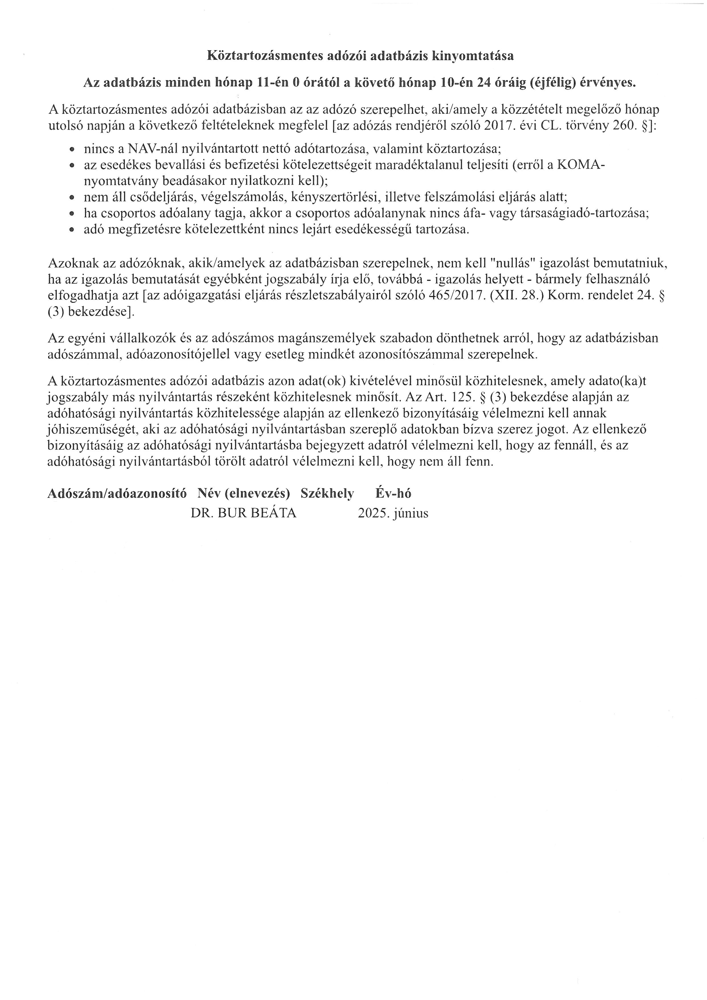 Köztartozásmentes adózói adatbázis kinyomtatása
Az adatbázis minden hónap 11-én 0 órától a követő hónap 10-én 24 óráig (éjfélig) érvényes.
A köztartozásmentes adózói adatbázisban az az adózó szerepelhet, aki/amely a közzétételt megelőző hónap
utolsó napján a következő feltételeknek megfelel [az adózás rendjéről szóló 2017. évi CL. törvény 260. §]:
• nincs a NAV-nál nyilvántartott nettó adótartozása, valamint köztartozása;
• az esedékes bevallási és befizetési kötelezettségeit maradéktalanul teljesíti (erről a KOMA-
nyomtatvány beadásakor nyilatkozni kell);
• nem áll csődeljárás, végelszámolás, kényszertörlési, illetve felszámolási eljárás alatt;
• ha csoportos adóalany tagja, akkor a csoportos adóalanynak nincs áfa- vagy társaságiadó-tartozása;
• adó megfizetésre kötelezettként nincs lejárt esedékességű tartozása.
Azoknak az adózóknak, akik/amelyek az adatbázisban szerepelnek, nem kell "nullás" igazolást bemutatniuk,
ha az igazolás bemutatását egyébként jogszabály írja elő, továbbá - igazolás helyett - bármely felhasználó
elfogadhatja azt [az adóigazgatási eljárás részletszabályairól szóló 465/2017. (XII. 28.) Korm. rendelet 24. §
(3) bekezdése].
Az egyéni vállalkozók és az adószámos magánszemélyek szabadon dönthetnek arról, hogy az adatbázisban
adószámmal, adóazonosítójellel vagy esetleg mindkét azonosítószámmal szerepelnek.
A köztartozásmentes adózói adatbázis azon adat(ok) kivételével minősül közhitelesnek, amely adato(ka)t
jogszabály más nyilvántartás részeként közhitelesnek minősít. Az Art. 125. § (3) bekezdése alapján az
adóhatósági nyilvántartás közhitelessége alapján az ellenkező bizonyításáig vélelmezni kell annak
jóhiszeműségét, aki az adóhatósági nyilvántartásban szereplő adatokban bízva szerez jogot. Az ellenkező
bizonyításáig az adóhatósági nyilvántartásba bejegyzett adatról vélelmezni kell, hogy az fennáll, és az
adóhatósági nyilvántartásból törölt adatról vélelmezni kell, hogy nem áll fenn.
Adószám/adóazonosító Név (elnevezés) Székhely Év-hó
DR. BUR BEÁTA 2025. június